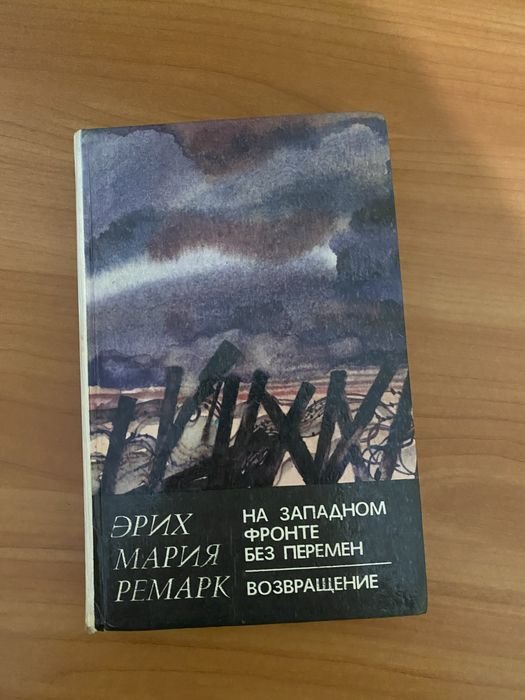 ЭРИХ
МАРИЯ
РЕМАРК
НА ЗАПАДНОМ
ФРОНТЕ
БЕЗ ПЕРЕМЕН
ВОЗВРАЩЕНИЕ